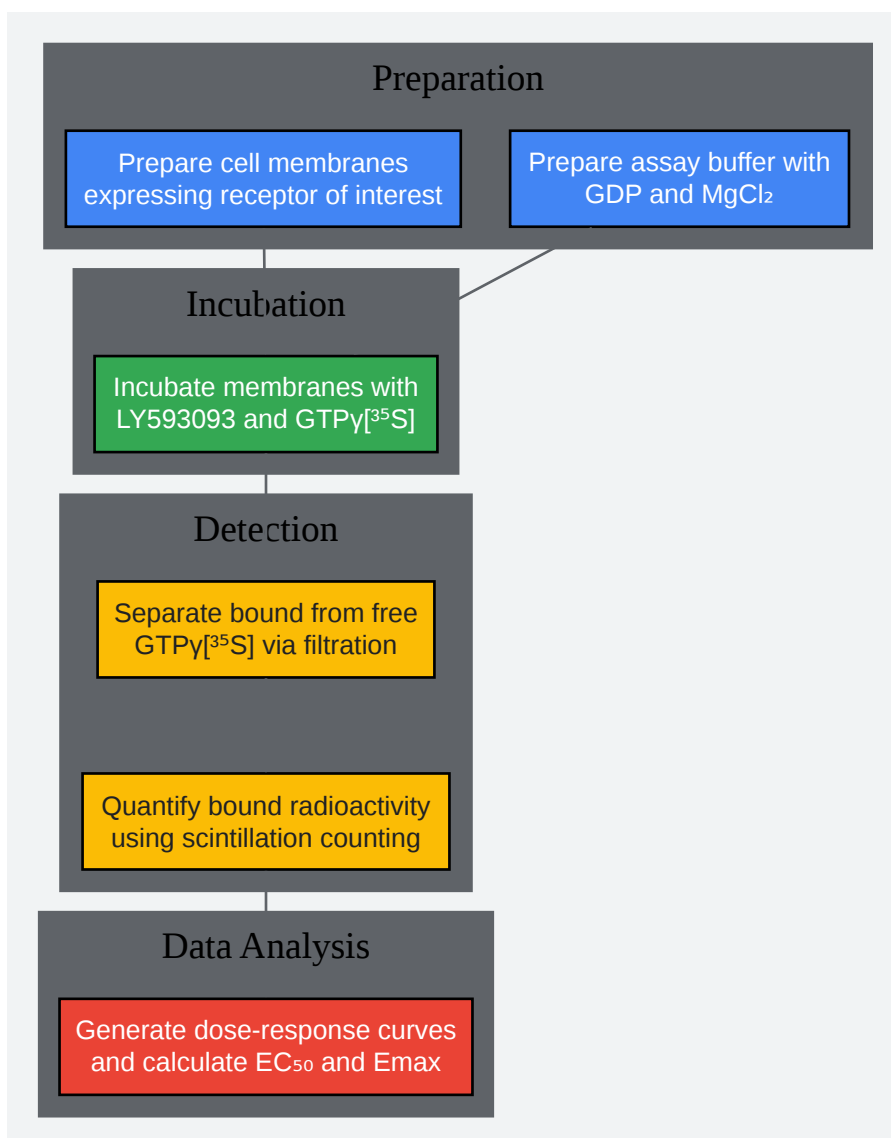 Preparation
Prepare cell membranes
expressing receptor of interest
Prepare assay buffer with
GDP and MgCl₂
Incubation
Incubate membranes with
LY593093 and GTPγ[³⁵S]
Detection
Separate bound from free
GTPγ[³⁵S] via filtration
Quantify bound radioactivity
using scintillation counting
Data Analysis
Generate dose-response curves
and calculate EC₅₀ and Emax